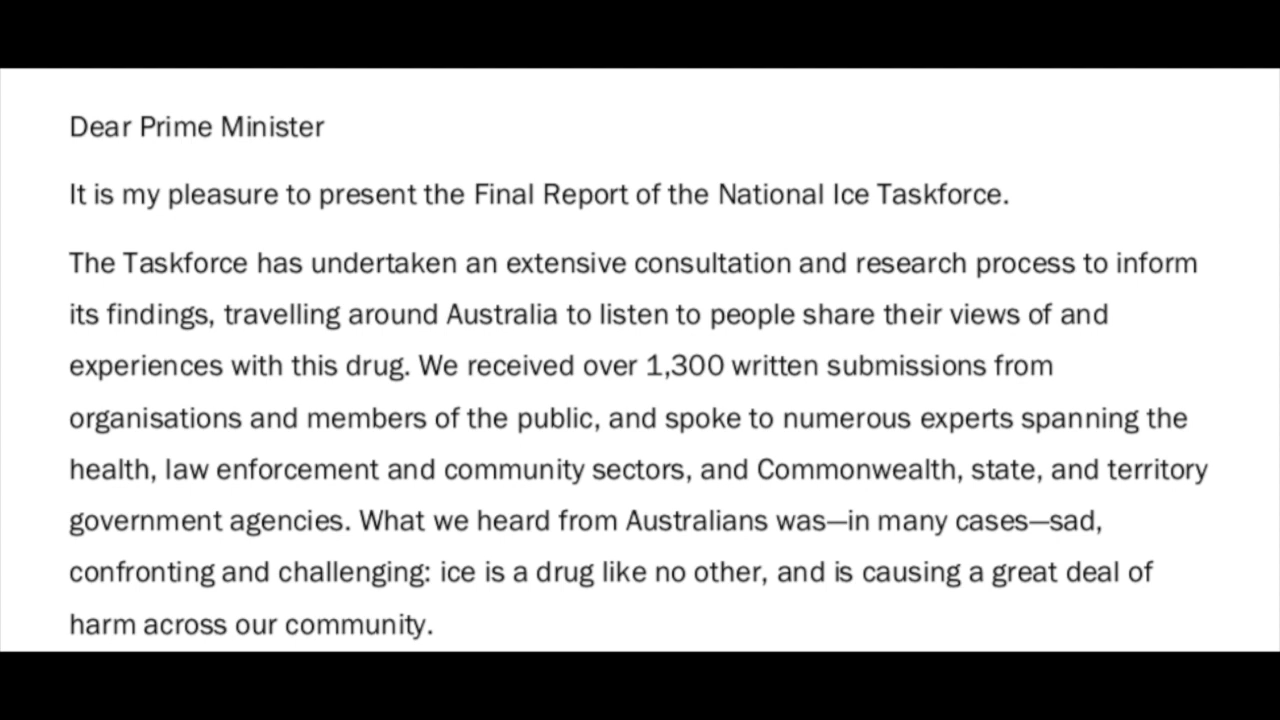 Dear Prime Minister
It is my pleasure to present the Final Report of the National Ice Taskforce.
The Taskforce has undertaken an extensive consultation and research process to inform
its findings, travelling around Australia to listen to people share their views of and
experiences with this drug. We received over 1,300 written submissions from
organisations and members of the public, and spoke to numerous experts spanning the
health, law enforcement and community sectors, and Commonwealth, state, and territory
government agencies. What we heard from Australians was—in many cases—sad,
confronting and challenging: ice is a drug like no other, and is causing a great deal of
harm across our community.